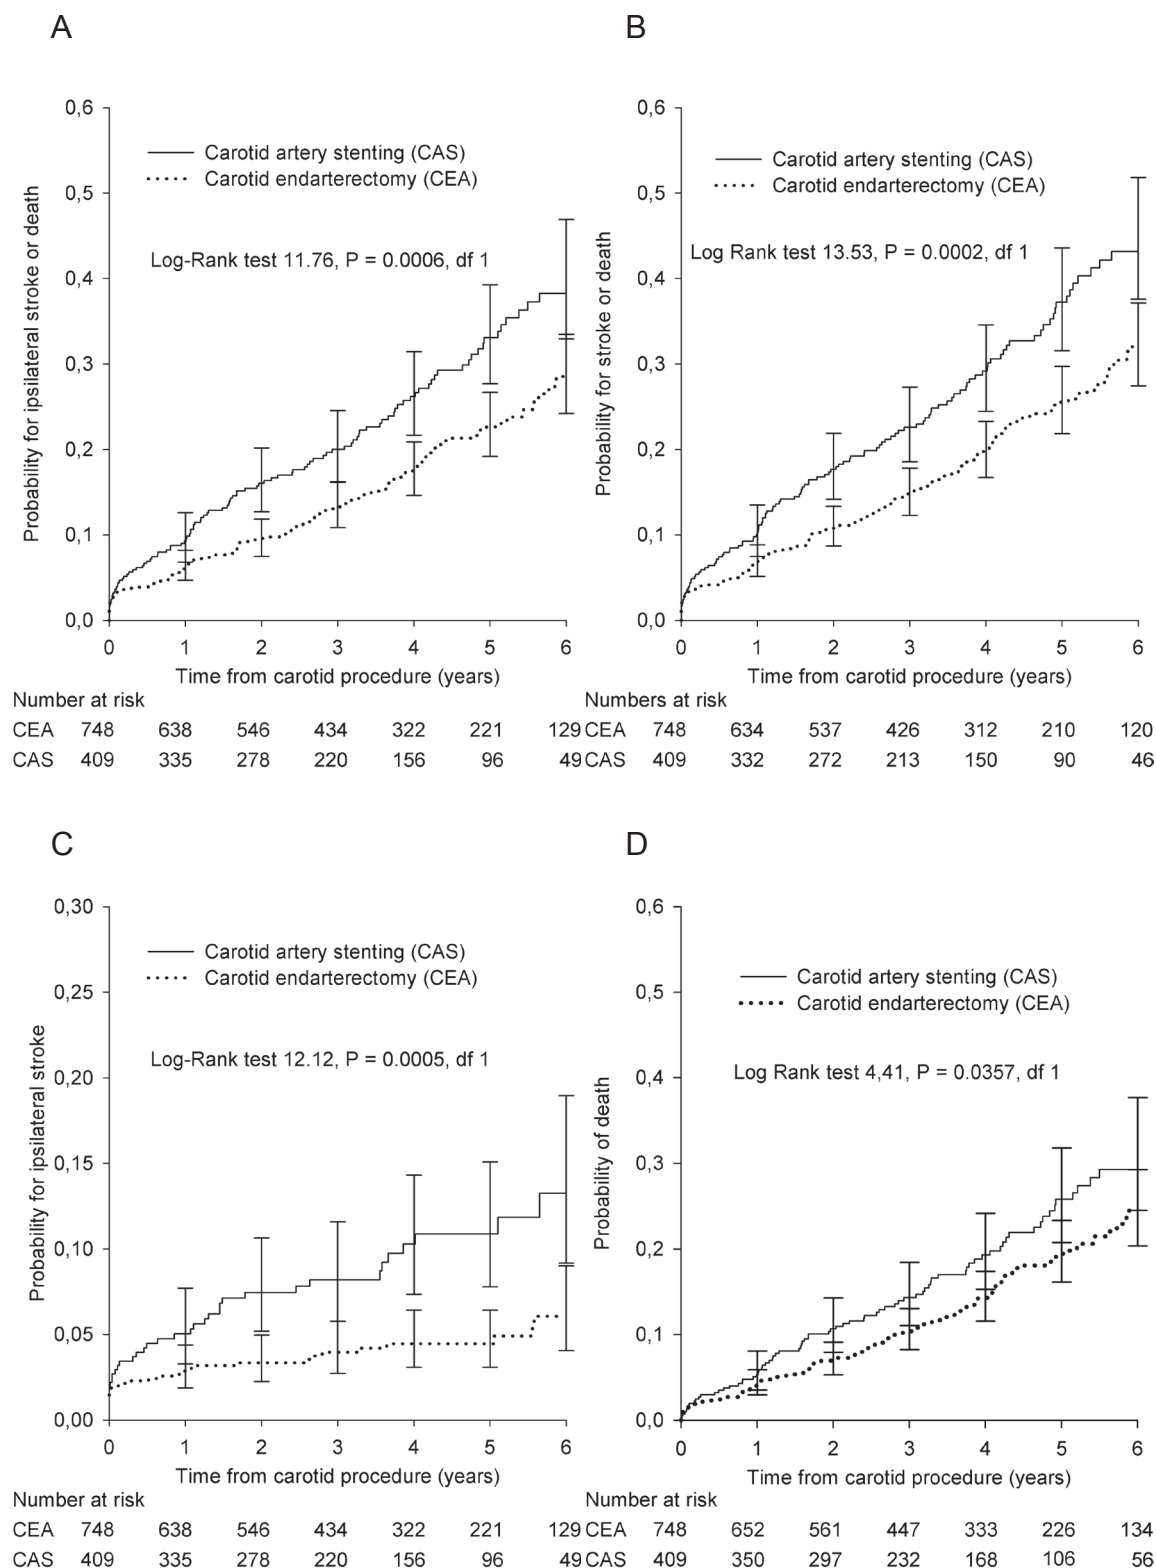 A
0,6
0,5
0,4
0,3
0,2
0,1
0,0
Probability for ipsilateral stroke or death
Carotid artery stenting (CAS)
Carotid endarterectomy (CEA)
Log-Rank test 11.76, P = 0.0006, df 1
0 1 2 3 4 5 6
Time from carotid procedure (years)
Number at risk
CEA 748 638 546 434 322 221 129
CAS 409 335 278 220 156 96 49
B
0,6
0,5
0,4
0,3
0,2
0,1
0,0
Probability for stroke or death
Carotid artery stenting (CAS)
Carotid endarterectomy (CEA)
Log Rank test 13.53, P = 0.0002, df 1
0 1 2 3 4 5 6
Time from carotid procedure (years)
Numbers at risk
CEA 748 634 537 426 312 210 120
CAS 409 332 272 213 150 90 46
C
0,30
0,25
0,20
0,15
0,10
0,05
0,00
Probability for ipsilateral stroke
Carotid artery stenting (CAS)
Carotid endarterectomy (CEA)
Log-Rank test 12.12, P = 0.0005, df 1
0 1 2 3 4 5 6
Time from carotid procedure (years)
Number at risk
CEA 748 638 546 434 322 221 129
CAS 409 335 278 220 156 96 49
D
0,6
0,5
0,4
0,3
0,2
0,1
0,0
Probability of death
Carotid artery stenting (CAS)
Carotid endarterectomy (CEA)
Log Rank test 4,41, P = 0.0357, df 1
0 1 2 3 4 5 6
Time from carotid procedure (years)
Number at risk
CEA 748 652 561 447 333 226 134
CAS 409 350 297 232 168 106 56